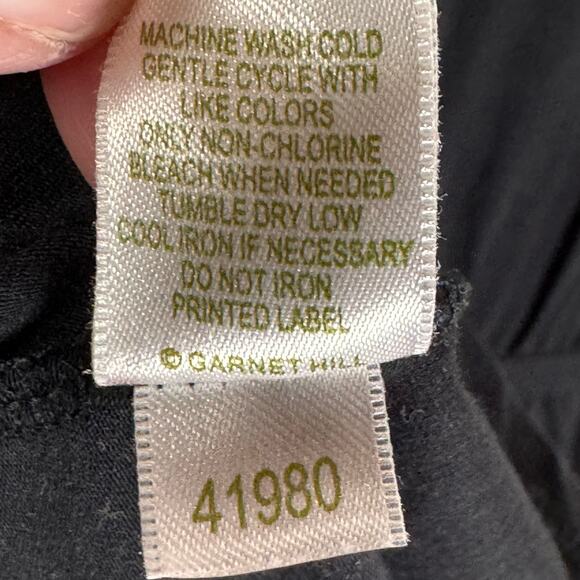 MACHINE WASH COLD
GENTLE CYCLE WITH
LIKE COLORS
ONLY NON-CHLORINE
BLEACH WHEN NEEDED
TUMBLE DRY LOW
COOL IRON IF NECESSARY
DO NOT IRON
PRINTED LABEL
© GARNET HILL
41980